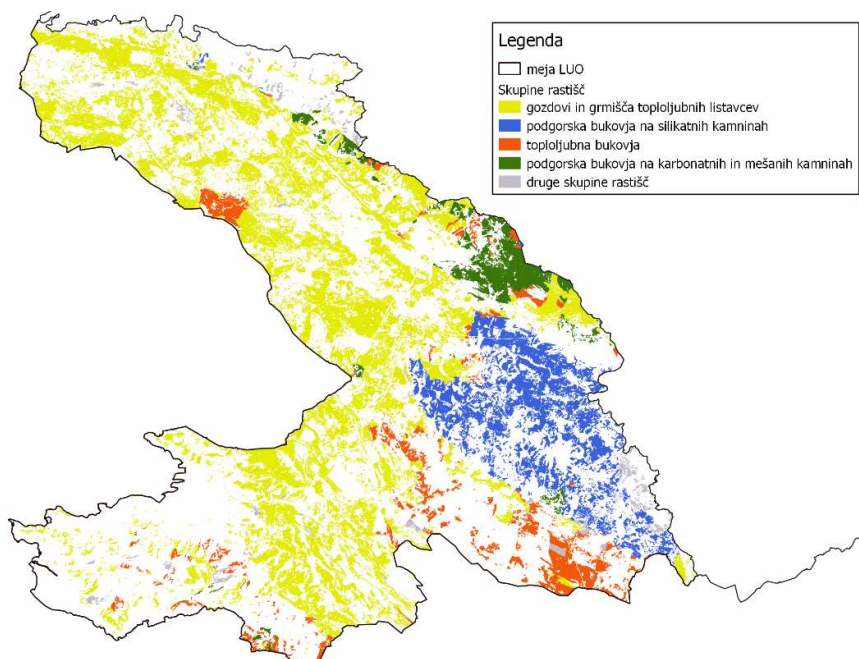 Legenda
meja LUO
Skupine rastišč
gozdovi in grmišča toploljubnih listavcev
podgorska bukovja na silikatnih kamninah
toploljubna bukovja
podgorska bukovja na karbonatnih in mešanih kamninah
druge skupine rastišč